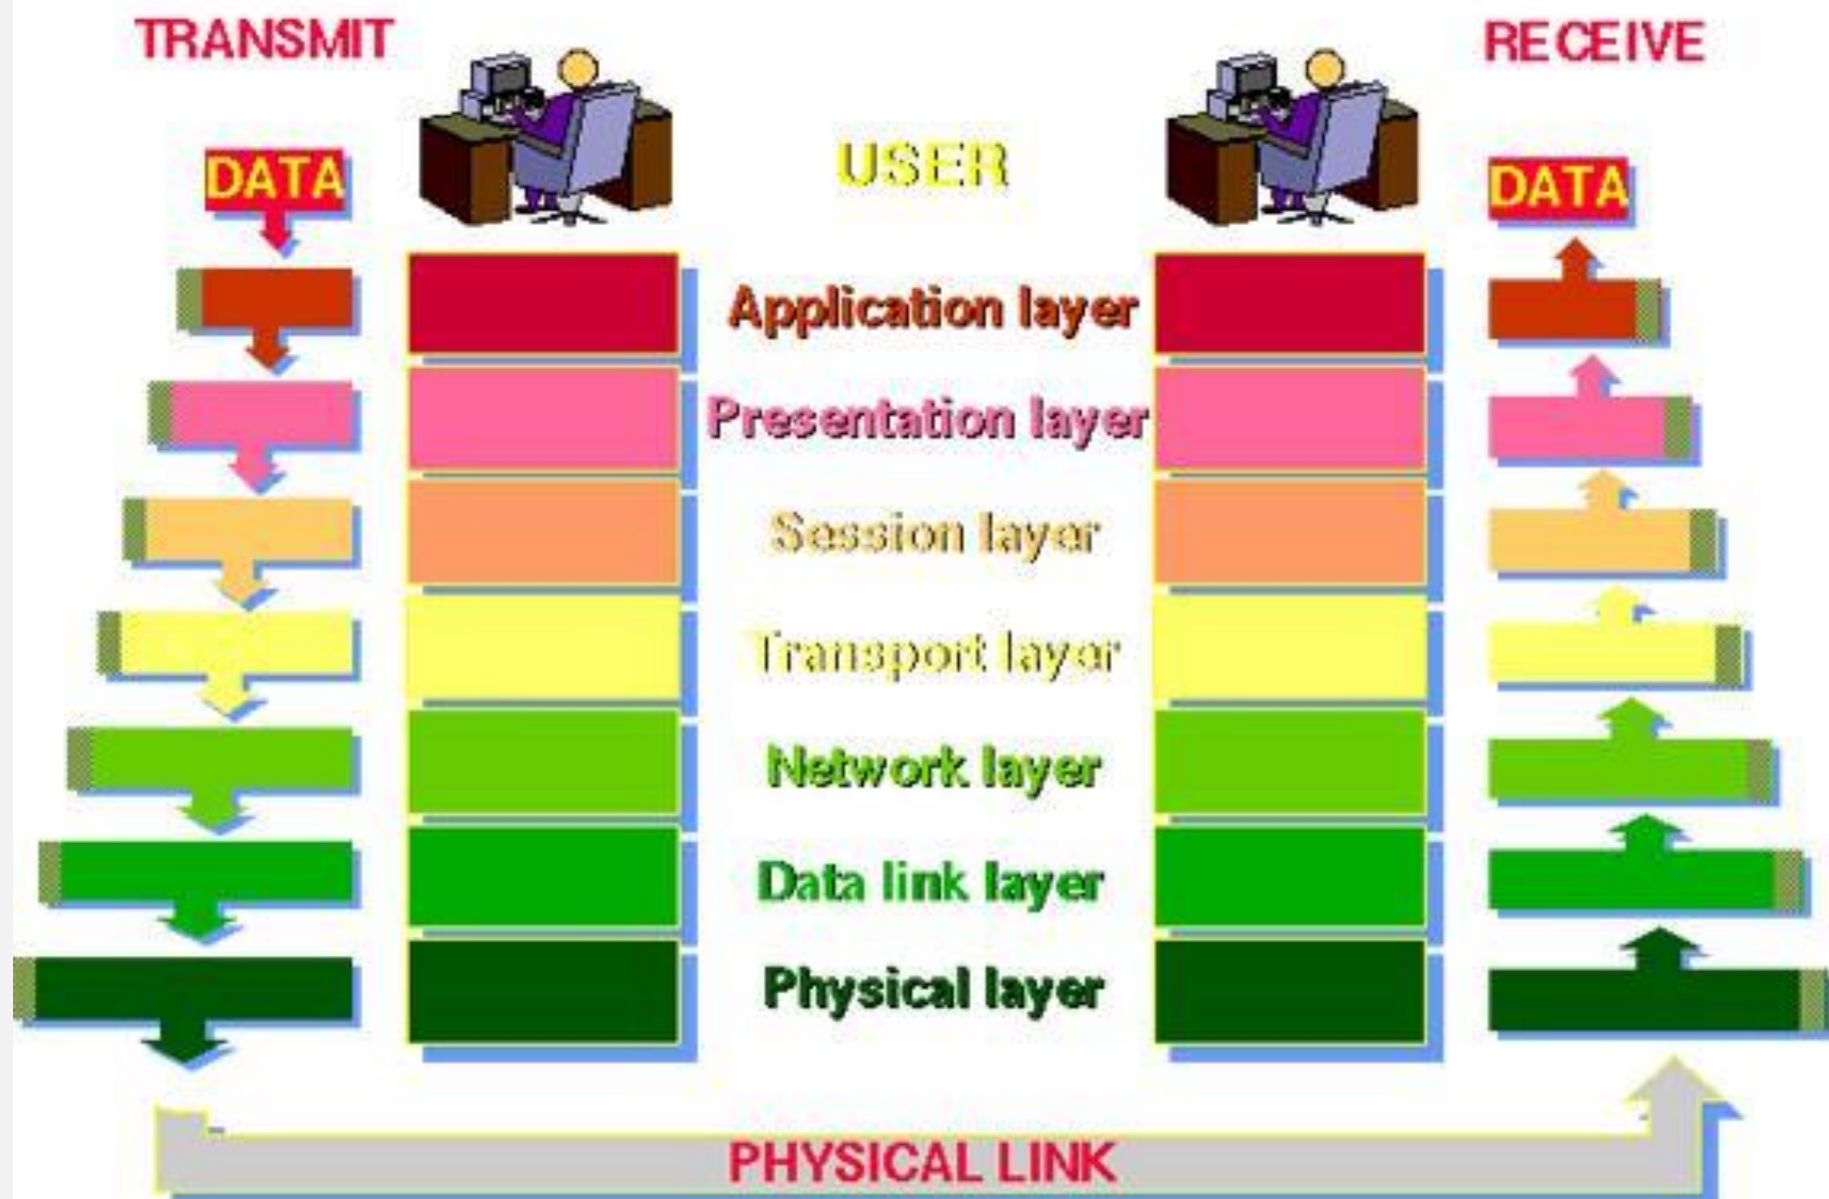 TRANSMIT
RECEIVE
DATA
USER
DATA
Application layer
Presentation layer
Session layer
Transport layer
Network layer
Data link layer
Physical layer
PHYSICAL LINK